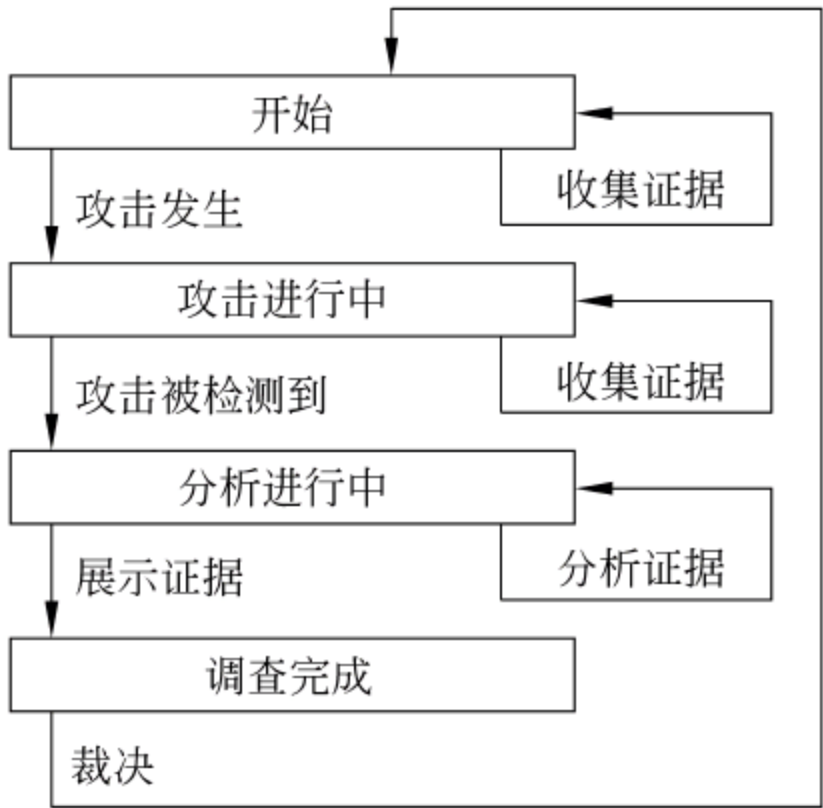 开始
收集证据
攻击发生
攻击进行中
收集证据
攻击被检测到
分析进行中
分析证据
展示证据
调查完成
裁决